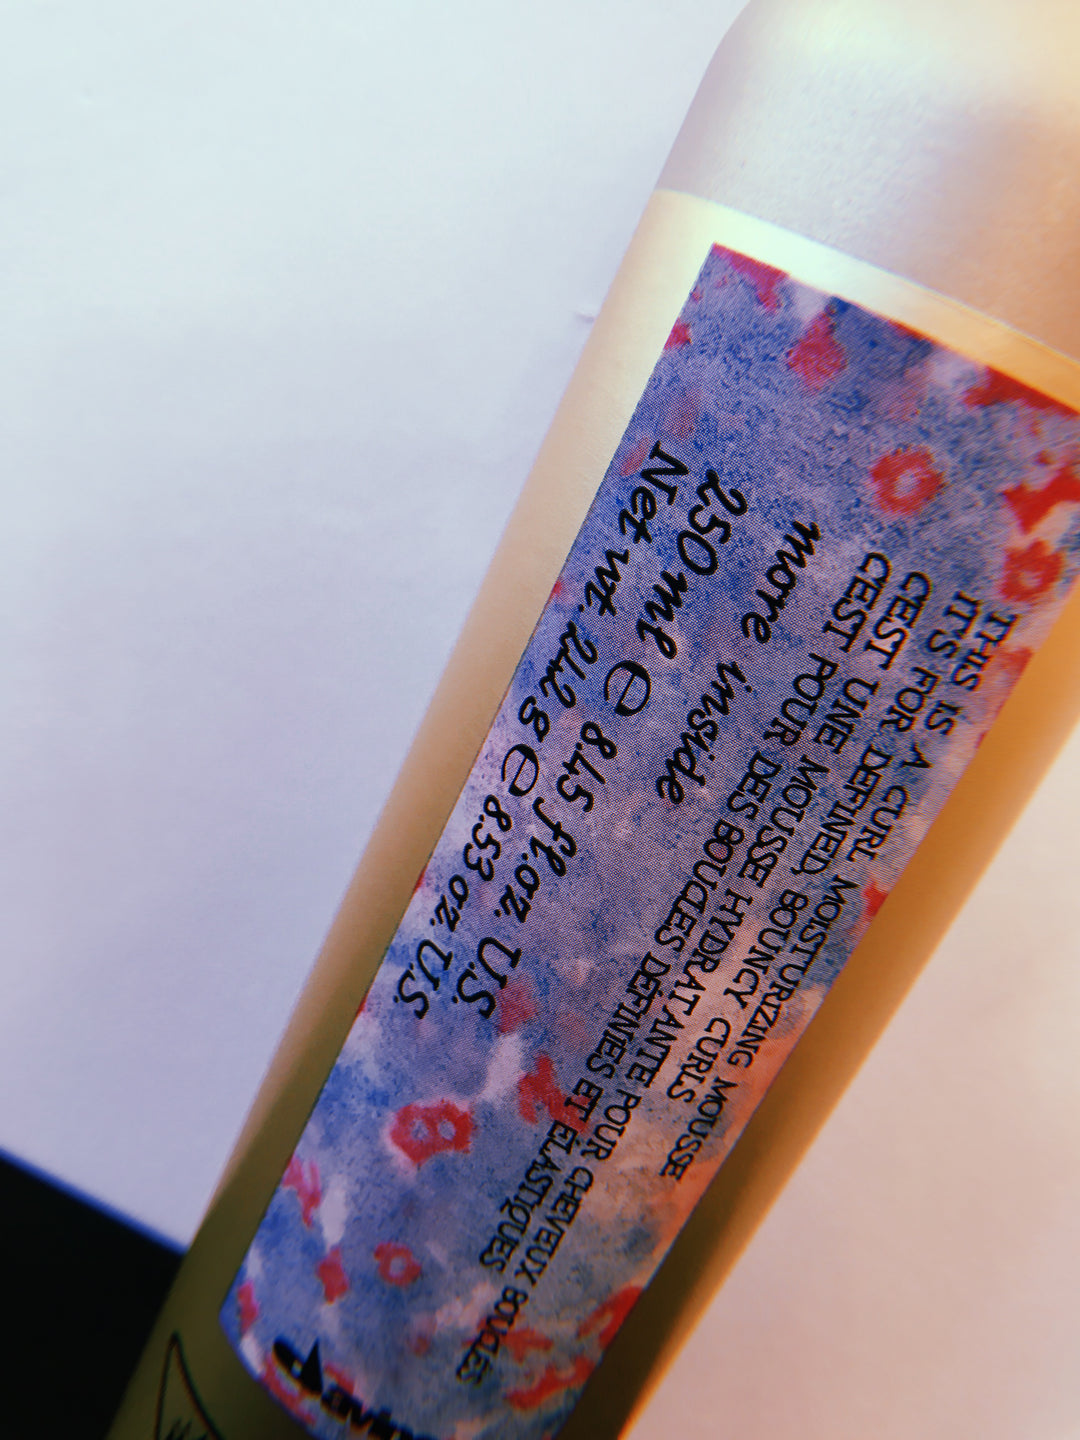 THIS IS A CURL MOISTURIZING MOUSSE
IT'S FOR DEFINED, BOUNCY CURLS
C'EST UNE MOUSSE HYDRATANTE POUR CHEVEUX BOUCLÉS
C'EST POUR DES BOUCLES DÉFINIES ET ÉLASTIQUES
more inside
250 ml ℮ 8.45 fl.oz. U.S.
Net wt. 242 g ℮ 8.53 oz. U.S.